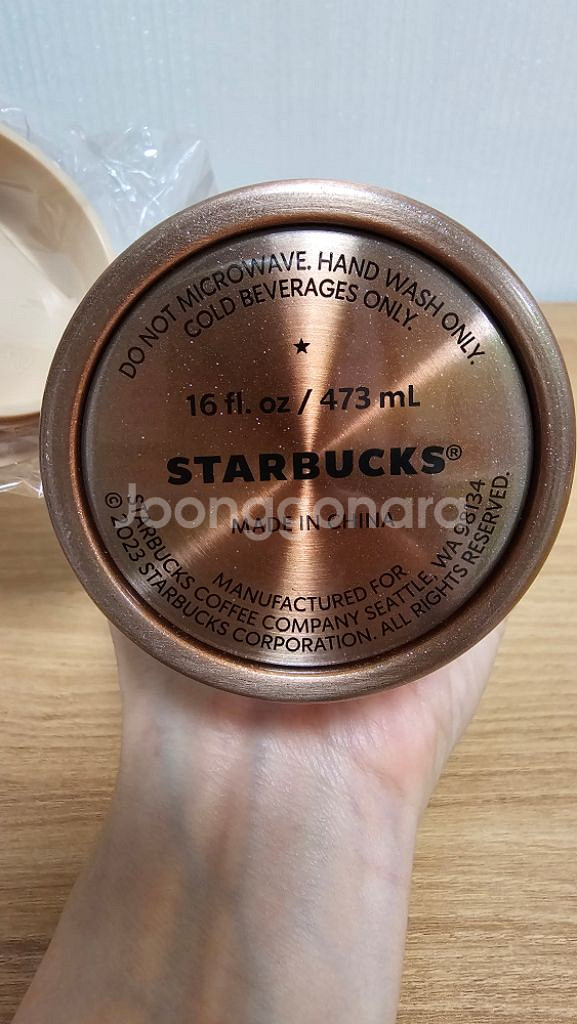 DO NOT MICROWAVE. HAND WASH ONLY.
COLD BEVERAGES ONLY.
★
16 fl. oz / 473 mL
STARBUCKS®
Joonggonara
MADE IN CHINA
MANUFACTURED FOR
STARBUCKS COFFEE COMPANY SEATTLE, WA 98134
© 2023 STARBUCKS CORPORATION. ALL RIGHTS RESERVED.